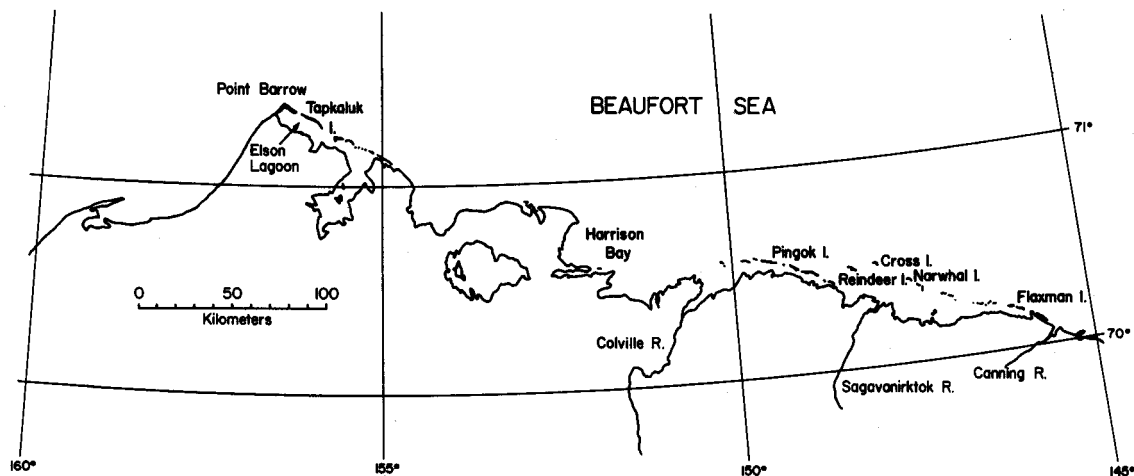 Point Barrow
Tapkaluk
I.
BEAUFORT SEA
71°
Elson
Lagoon
Harrison
Bay
Pingok I.
Cross I.
Reindeer I.
Narwhal I.
Flaxman I.
0 50 100
Kilometers
Colville R.
70°
Canning R.
Sagavanirktok R.
160°
155°
150°
145°